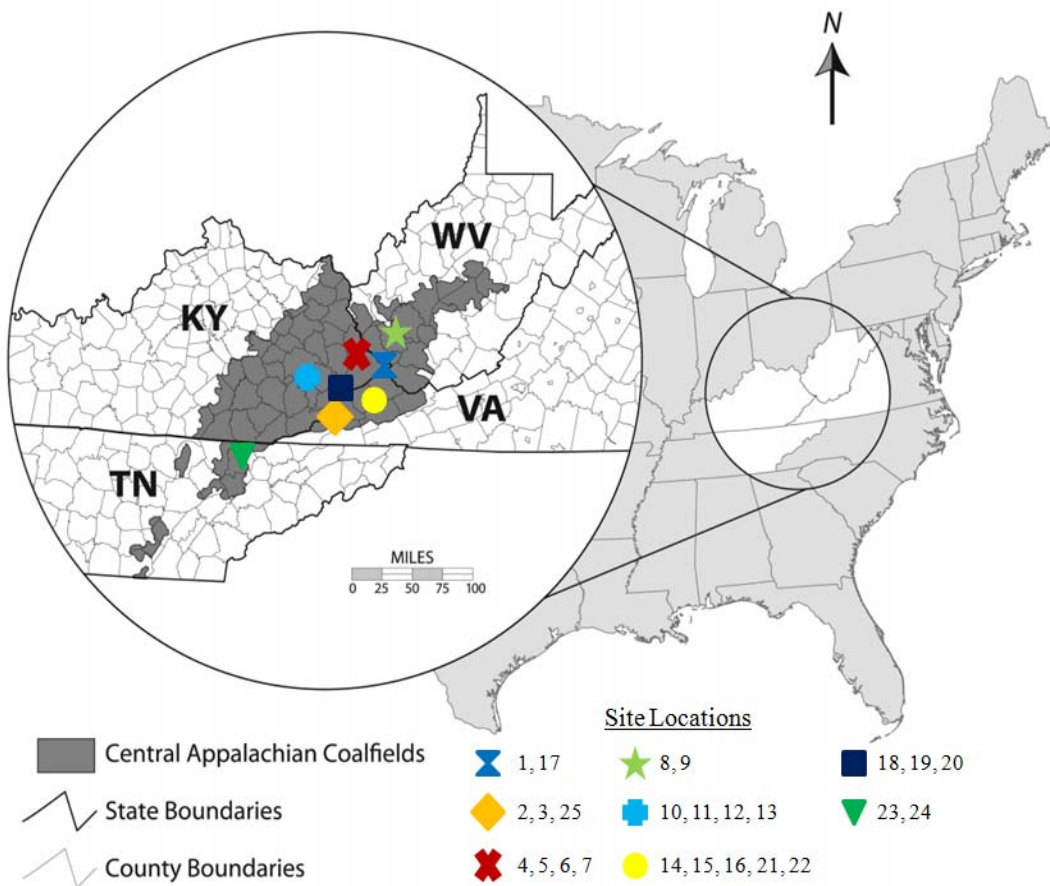 N
WV
KY
VA
TN
MILES
0 25 50 75 100
Site Locations
Central Appalachian Coalfields
State Boundaries
County Boundaries
1, 17
8, 9
18, 19, 20
2, 3, 25
10, 11, 12, 13
23, 24
4, 5, 6, 7
14, 15, 16, 21, 22